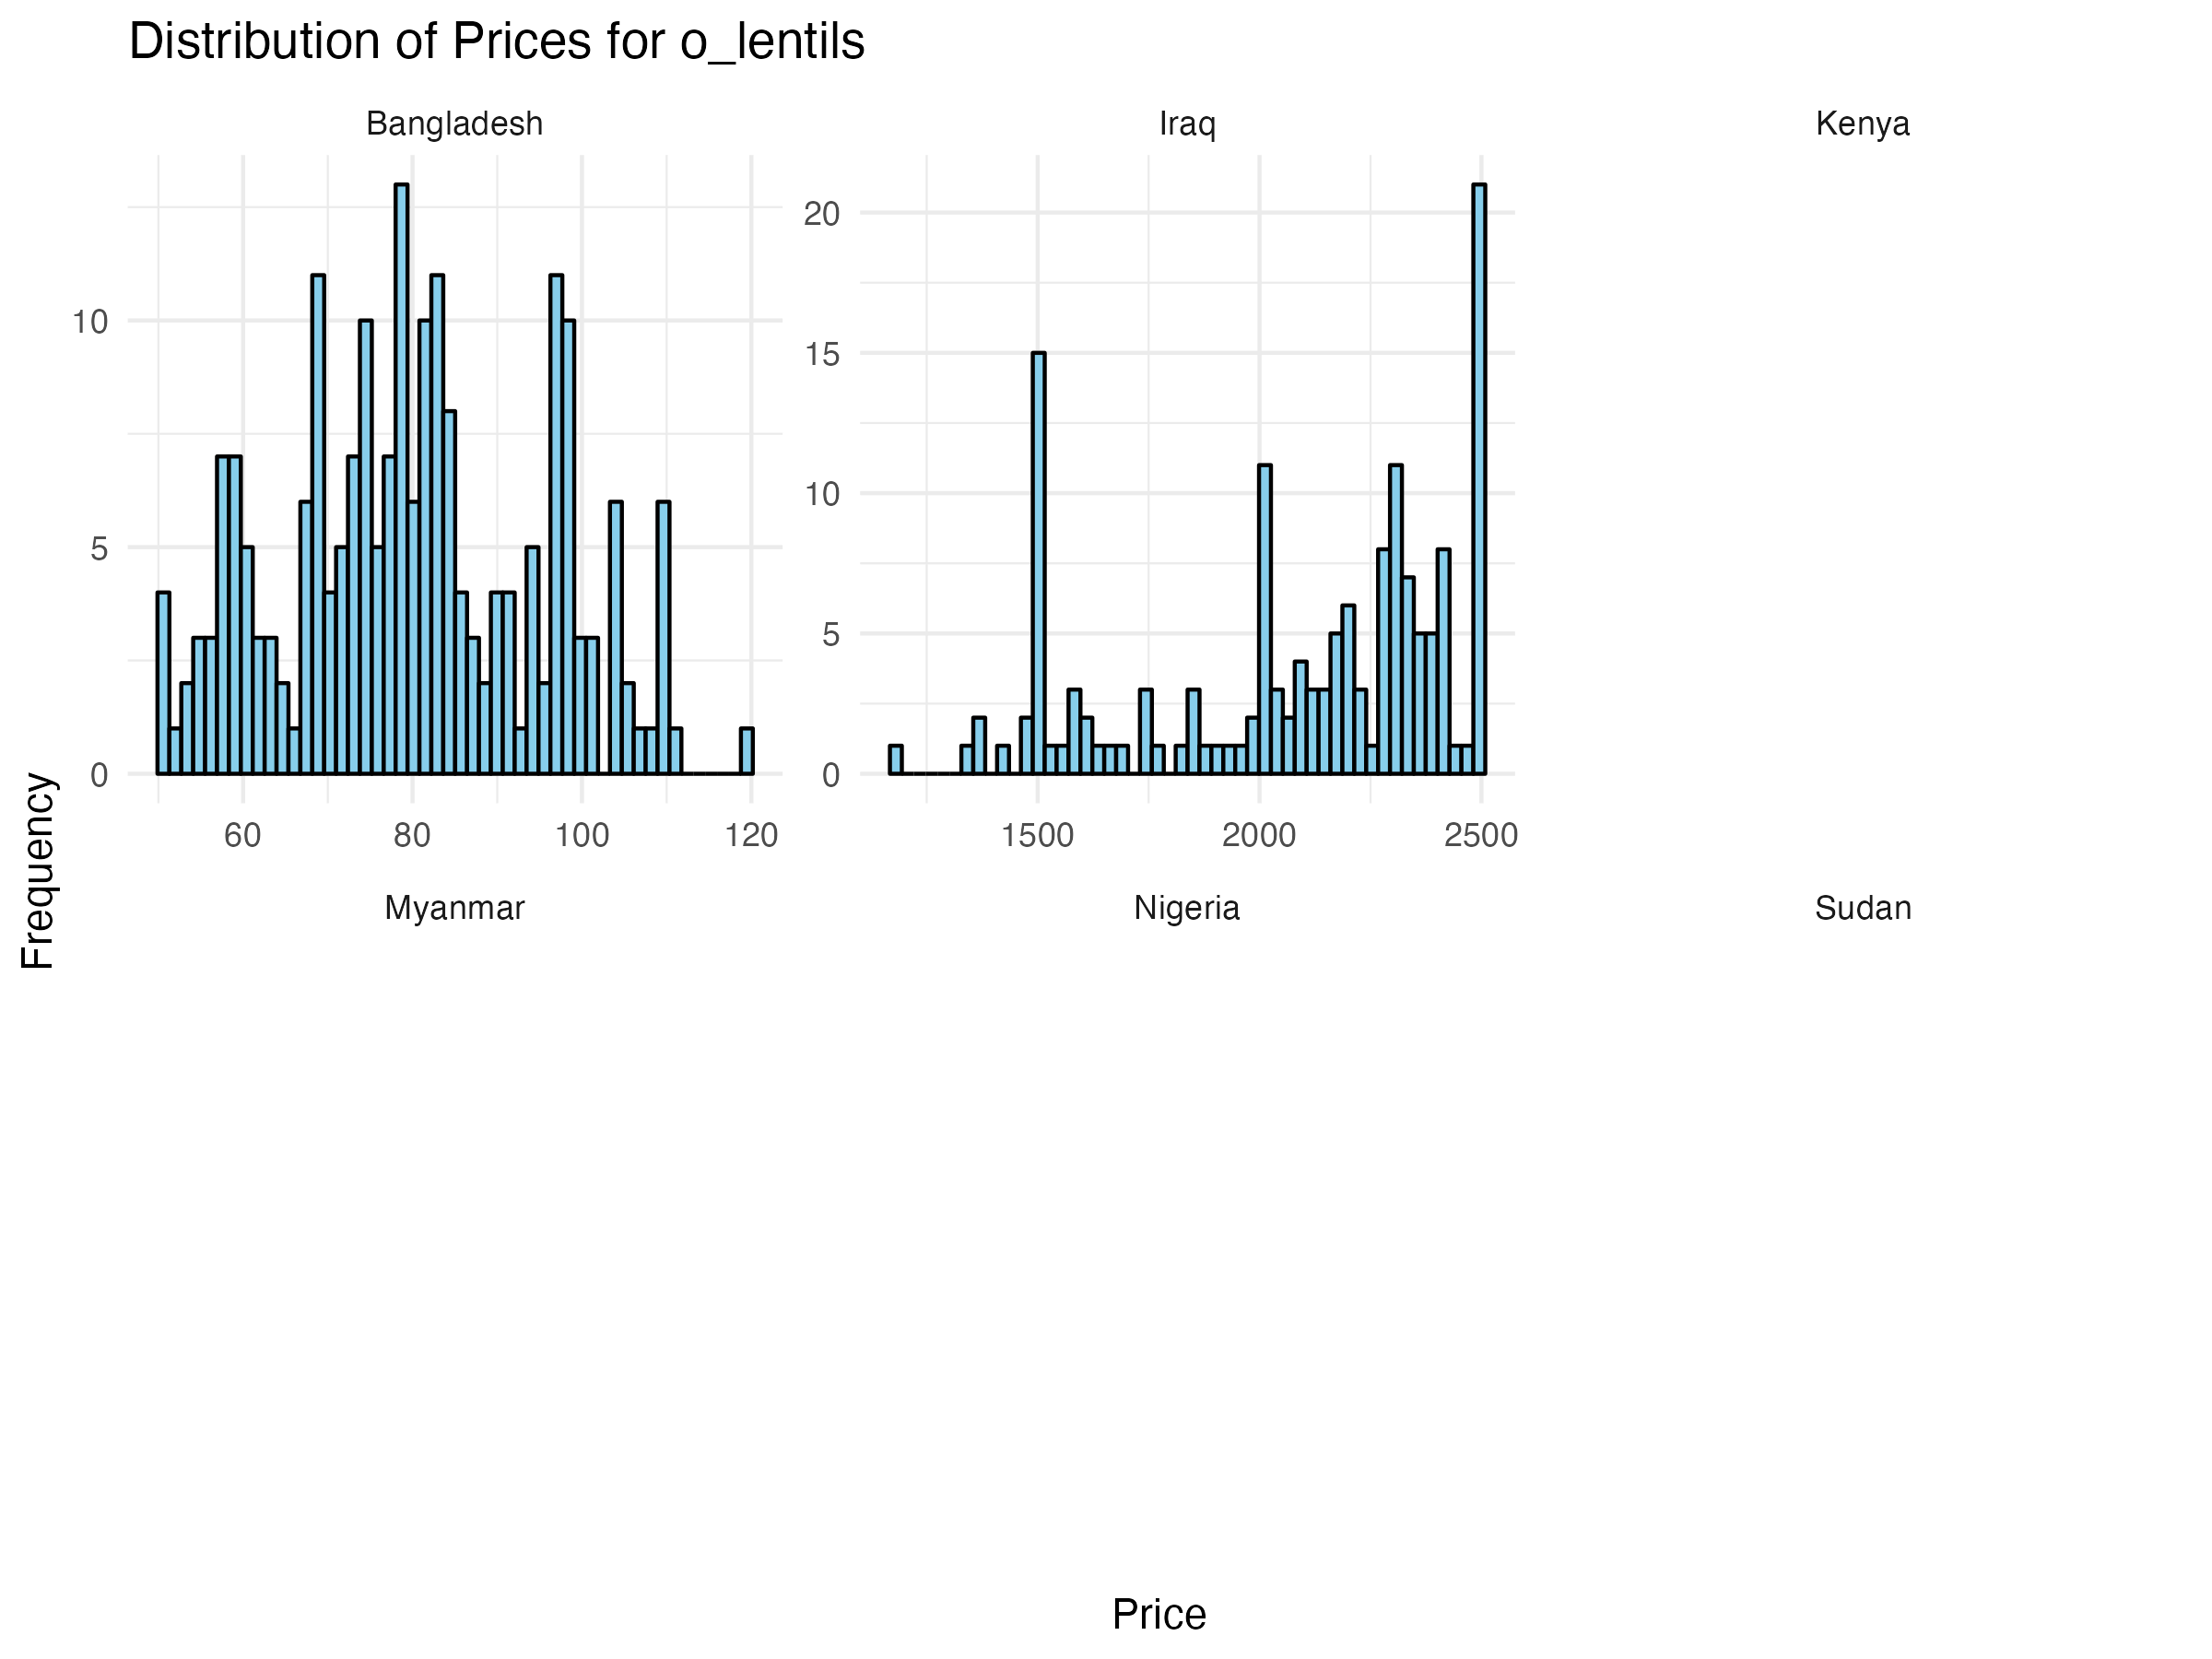 Distribution of Prices for o_lentils
Bangladesh
Iraq
Kenya
10
5
0
20
15
10
5
0
60 80 100 120
1500 2000 2500
Myanmar
Nigeria
Sudan
Frequency
Price